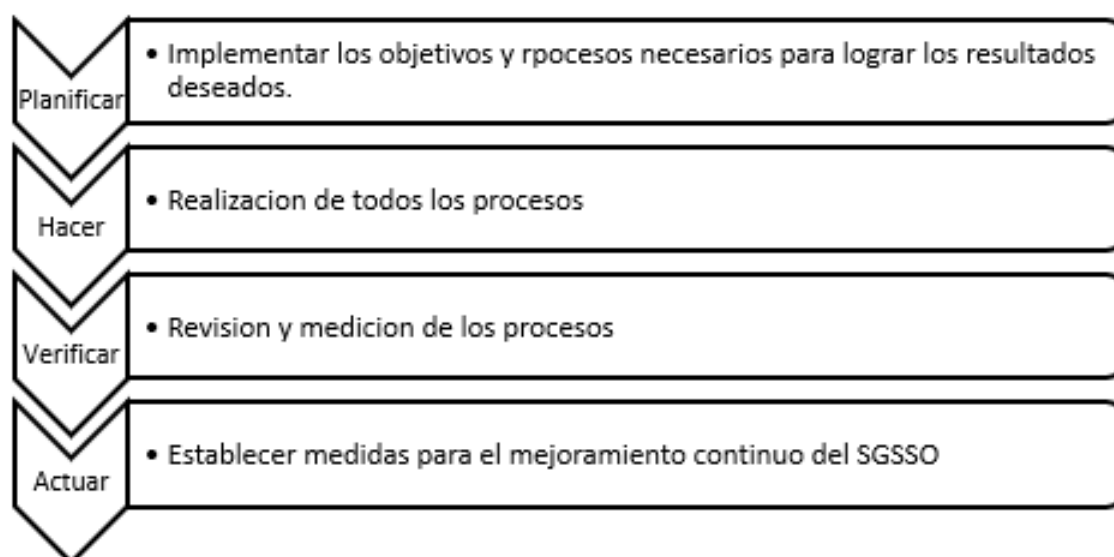 Planificar
• Implementar los objetivos y rpocesos necesarios para lograr los resultados
deseados.
Hacer
• Realizacion de todos los procesos
Verificar
• Revision y medicion de los procesos
Actuar
• Establecer medidas para el mejoramiento continuo del SGSSO